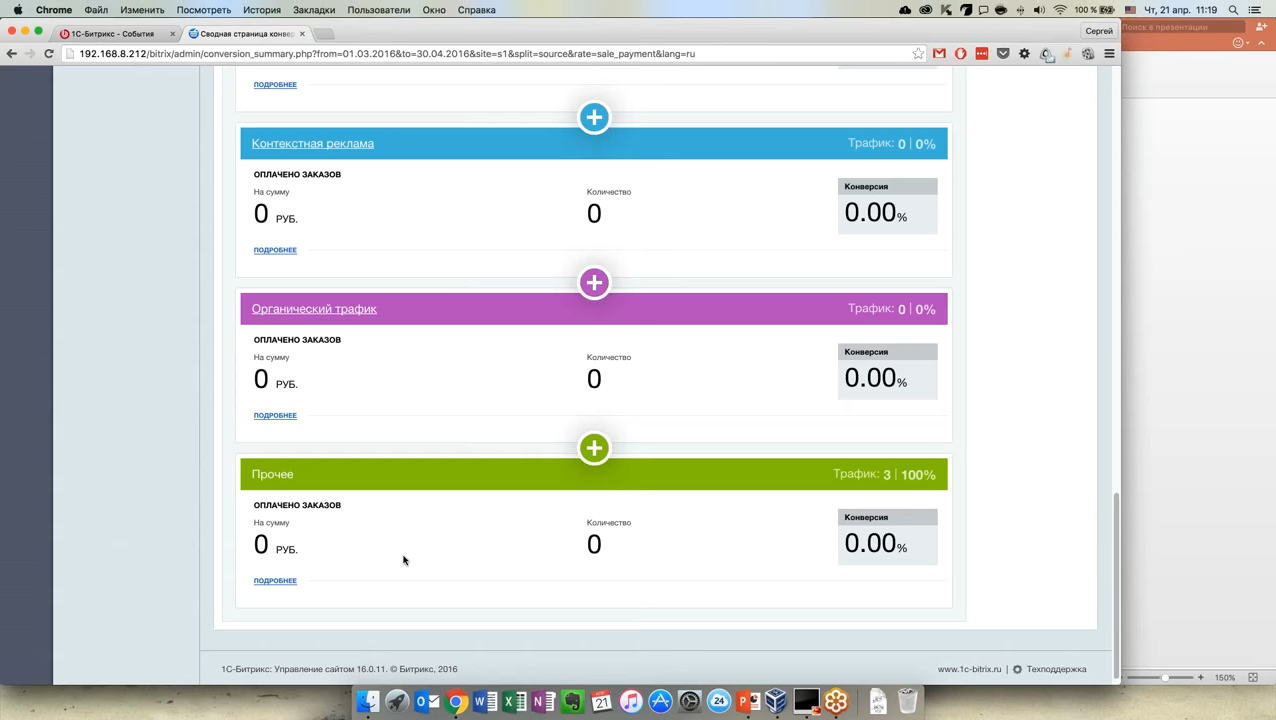 Chrome Файл Изменить Посмотреть История Закладки Пользователи Окно Справка 100 % Чт, 21 апр. 11:19
1С-Битрикс - События
Сводная страница конвер
Сергей
Поиск в презентации
192.168.8.212/bitrix/admin/conversion_summary.php?from=01.03.2016&to=30.04.2016&site=s1&split=source&rate=sale_payment&lang=ru
ПОДРОБНЕЕ
Контекстная реклама
Трафик: 0 | 0%
ОПЛАЧЕНО ЗАКАЗОВ
На сумму
Количество
Конверсия
0 РУБ.
0
0.00%
ПОДРОБНЕЕ
Органический трафик
Трафик: 0 | 0%
ОПЛАЧЕНО ЗАКАЗОВ
На сумму
Количество
Конверсия
0 РУБ.
0
0.00%
ПОДРОБНЕЕ
Прочее
Трафик: 3 | 100%
ОПЛАЧЕНО ЗАКАЗОВ
На сумму
Количество
Конверсия
0 РУБ.
0
0.00%
ПОДРОБНЕЕ
1С-Битрикс: Управление сайтом 16.0.11. © Битрикс, 2016
www.1c-bitrix.ru | Техподдержка
150%
21
24